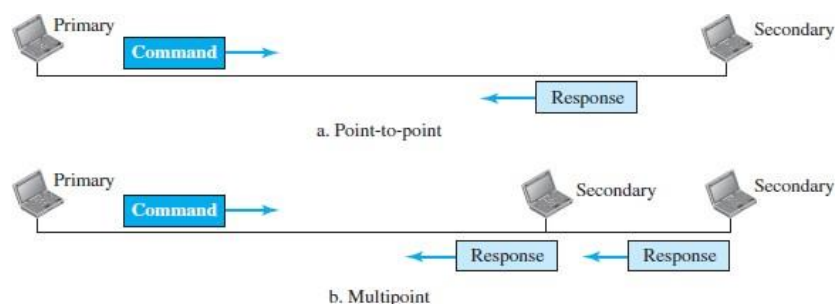 Primary
Secondary
Command
Response
a. Point-to-point
Primary
Secondary
Secondary
Command
Response
Response
b. Multipoint